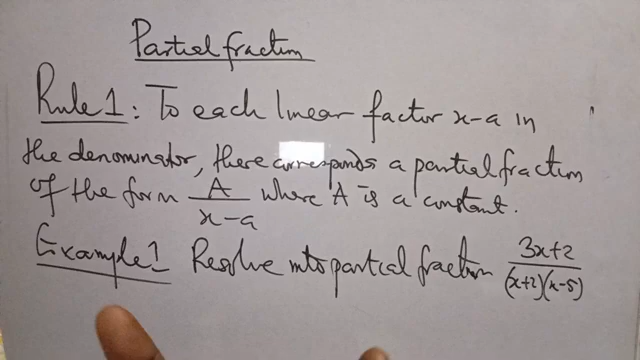 Partial fraction
Rule 1: To each linear factor x-a in
the denominator, there corresponds a partial fraction
of the form A/(x-a) where A is a constant.
Example 1 Resolve into partial fraction (3x+2)/((x+2)(x-5))